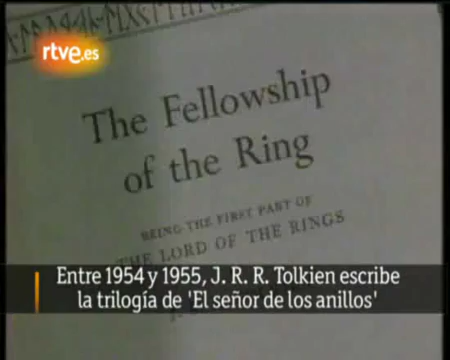 rtve.es
The Fellowship
of the Ring
BEING THE FIRST PART OF
THE LORD OF THE RINGS
Entre 1954 y 1955, J. R. R. Tolkien escribe
la trilogía de 'El señor de los anillos'